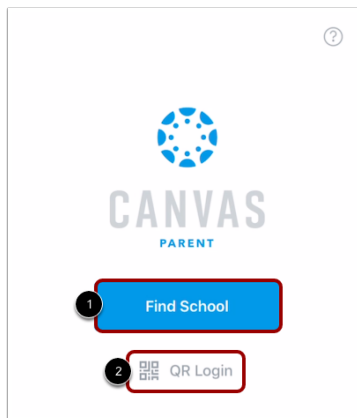 ?
CANVAS
PARENT
1
Find School
2
QR Login